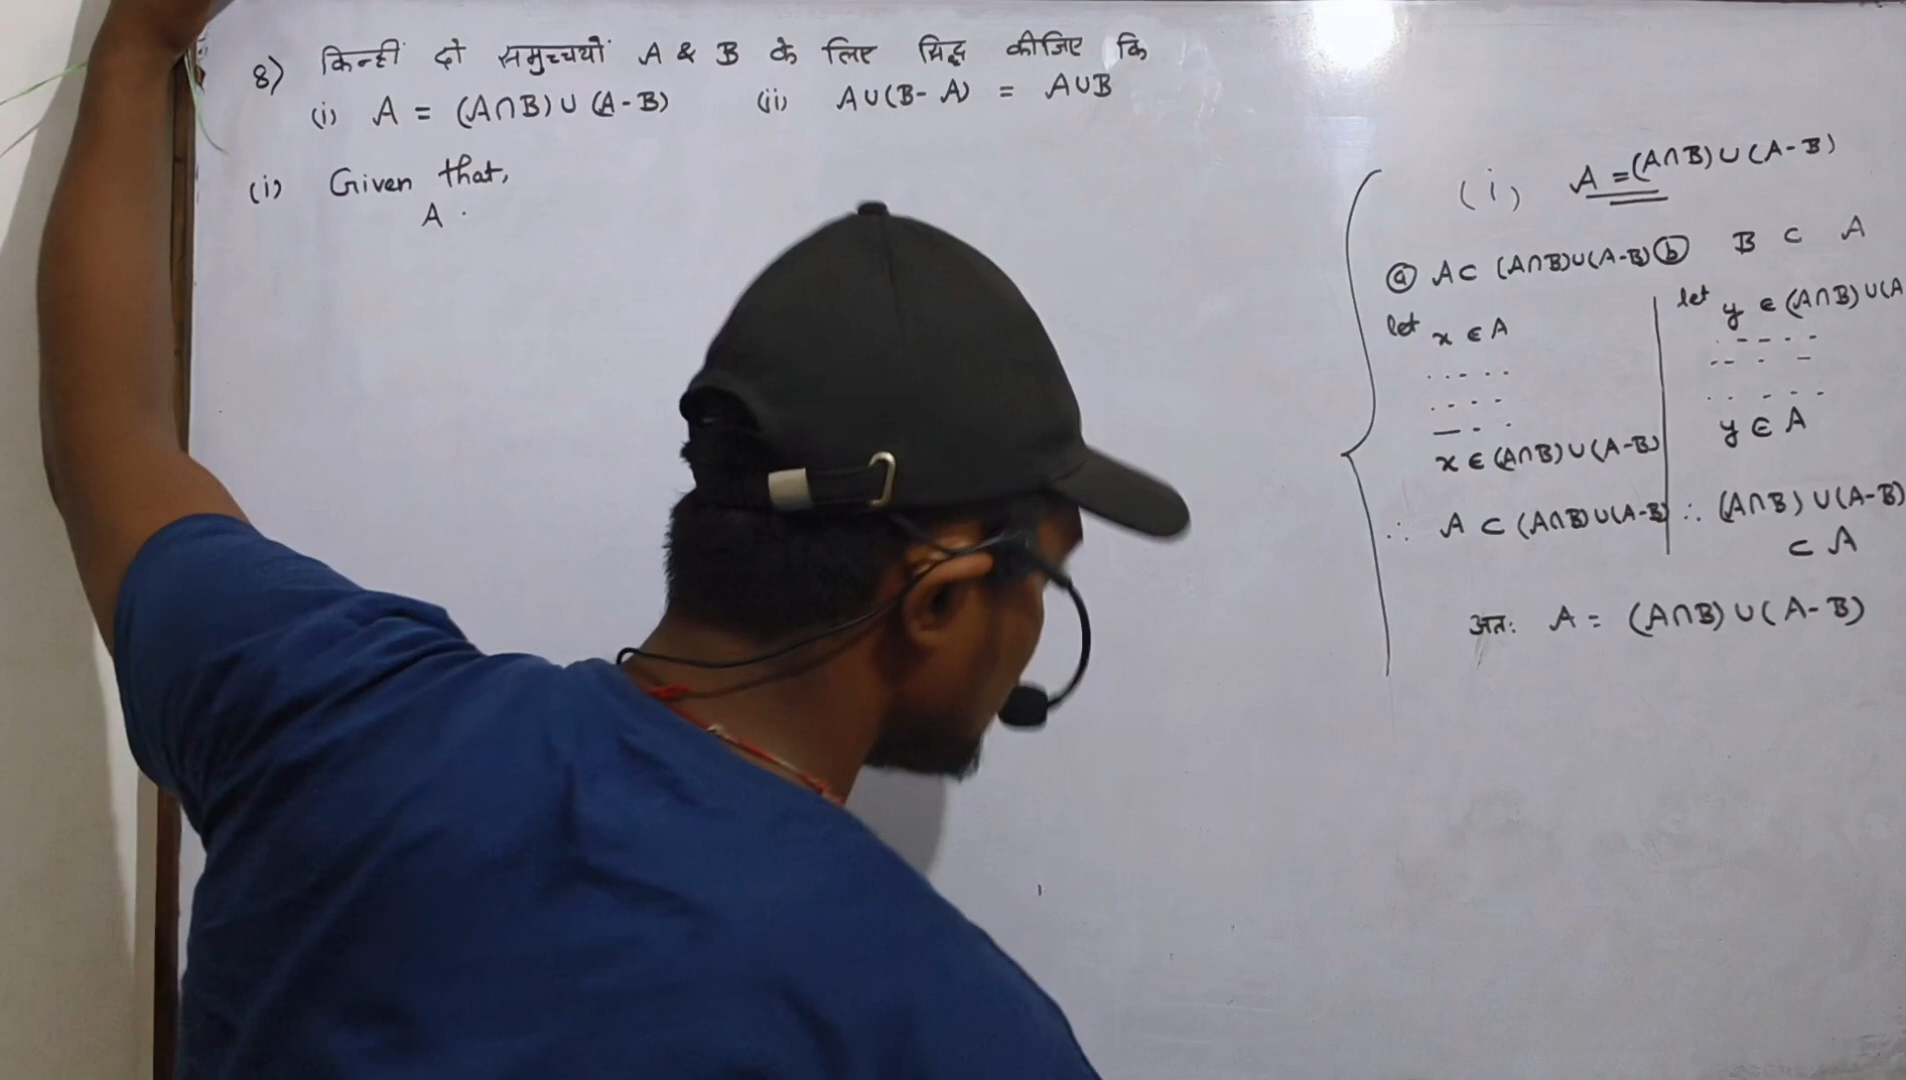 8) किन्हीं दो समुच्चयों A & B के लिए सिद्ध कीजिए कि
(i) A = (A∩B)∪(A-B) (ii) A∪(B-A) = A∪B
(i) Given that,
A
(i) A = (A∩B)∪(A-B)
ⓐ A⊂ (A∩B)∪(A-B) ⓑ B ⊂ A
let x ∈ A
.....
....
— - .
x ∈ (A∩B)∪(A-B)
∴ A ⊂ (A∩B)∪(A-B)
let y ∈ (A∩B)∪(A
-----
-- - -
. . - - -
y ∈ A
∴ (A∩B)∪(A-B)
⊂ A
अतः A = (A∩B)∪(A-B)